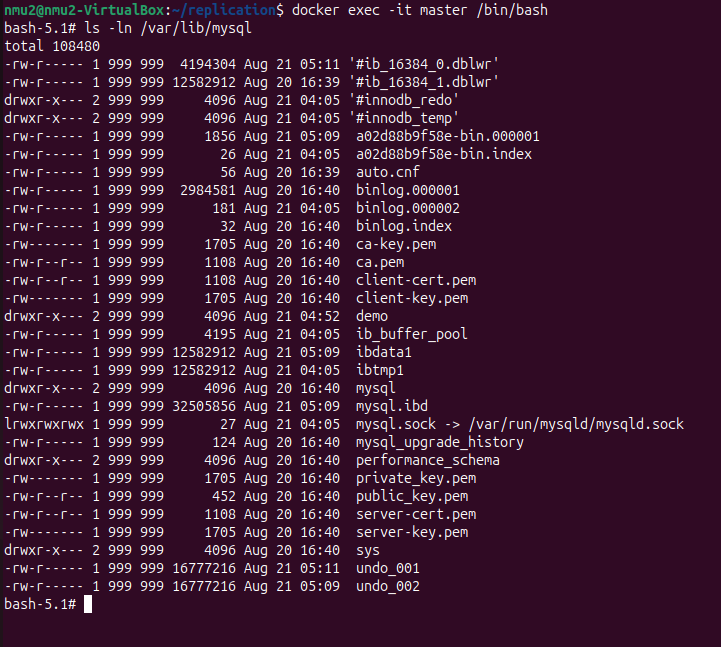 nmu2@nmu2-VirtualBox:~/replication$ docker exec -it master /bin/bash
bash-5.1# ls -ln /var/lib/mysql
total 108480
-rw-r----- 1 999 999  4194304 Aug 21 05:11 '#ib_16384_0.dblwr'
-rw-r----- 1 999 999 12582912 Aug 20 16:39 '#ib_16384_1.dblwr'
drwxr-x--- 2 999 999     4096 Aug 21 04:05 '#innodb_redo'
drwxr-x--- 2 999 999     4096 Aug 21 04:05 '#innodb_temp'
-rw-r----- 1 999 999     1856 Aug 21 05:09  a02d88b9f58e-bin.000001
-rw-r----- 1 999 999       26 Aug 21 04:05  a02d88b9f58e-bin.index
-rw-r----- 1 999 999       56 Aug 20 16:39  auto.cnf
-rw-r----- 1 999 999  2984581 Aug 20 16:40  binlog.000001
-rw-r----- 1 999 999      181 Aug 21 04:05  binlog.000002
-rw-r----- 1 999 999       32 Aug 20 16:40  binlog.index
-rw------- 1 999 999     1705 Aug 20 16:40  ca-key.pem
-rw-r--r-- 1 999 999     1108 Aug 20 16:40  ca.pem
-rw-r--r-- 1 999 999     1108 Aug 20 16:40  client-cert.pem
-rw------- 1 999 999     1705 Aug 20 16:40  client-key.pem
drwxr-x--- 2 999 999     4096 Aug 21 04:52  demo
-rw-r----- 1 999 999     4195 Aug 21 04:05  ib_buffer_pool
-rw-r----- 1 999 999 12582912 Aug 21 05:09  ibdata1
-rw-r----- 1 999 999 12582912 Aug 21 04:05  ibtmp1
drwxr-x--- 2 999 999     4096 Aug 20 16:40  mysql
-rw-r----- 1 999 999 32505856 Aug 21 05:09  mysql.ibd
lrwxrwxrwx 1 999 999       27 Aug 21 04:05  mysql.sock -> /var/run/mysqld/mysqld.sock
-rw-r----- 1 999 999      124 Aug 20 16:40  mysql_upgrade_history
drwxr-x--- 2 999 999     4096 Aug 20 16:40  performance_schema
-rw------- 1 999 999     1705 Aug 20 16:40  private_key.pem
-rw-r--r-- 1 999 999      452 Aug 20 16:40  public_key.pem
-rw-r--r-- 1 999 999     1108 Aug 20 16:40  server-cert.pem
-rw------- 1 999 999     1705 Aug 20 16:40  server-key.pem
drwxr-x--- 2 999 999     4096 Aug 20 16:40  sys
-rw-r----- 1 999 999 16777216 Aug 21 05:11  undo_001
-rw-r----- 1 999 999 16777216 Aug 21 05:09  undo_002
bash-5.1#